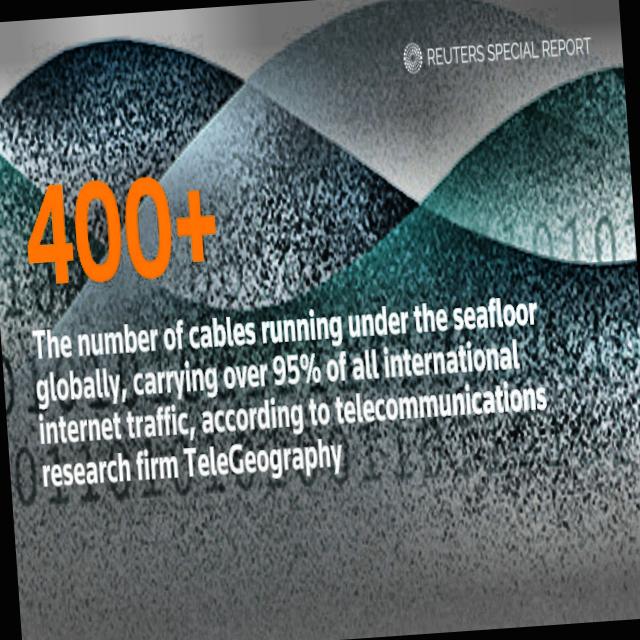 REUTERS SPECIAL REPORT
400+
The number of cables running under the seafloor
globally, carrying over 95% of all international
internet traffic, according to telecommunications
research firm TeleGeography